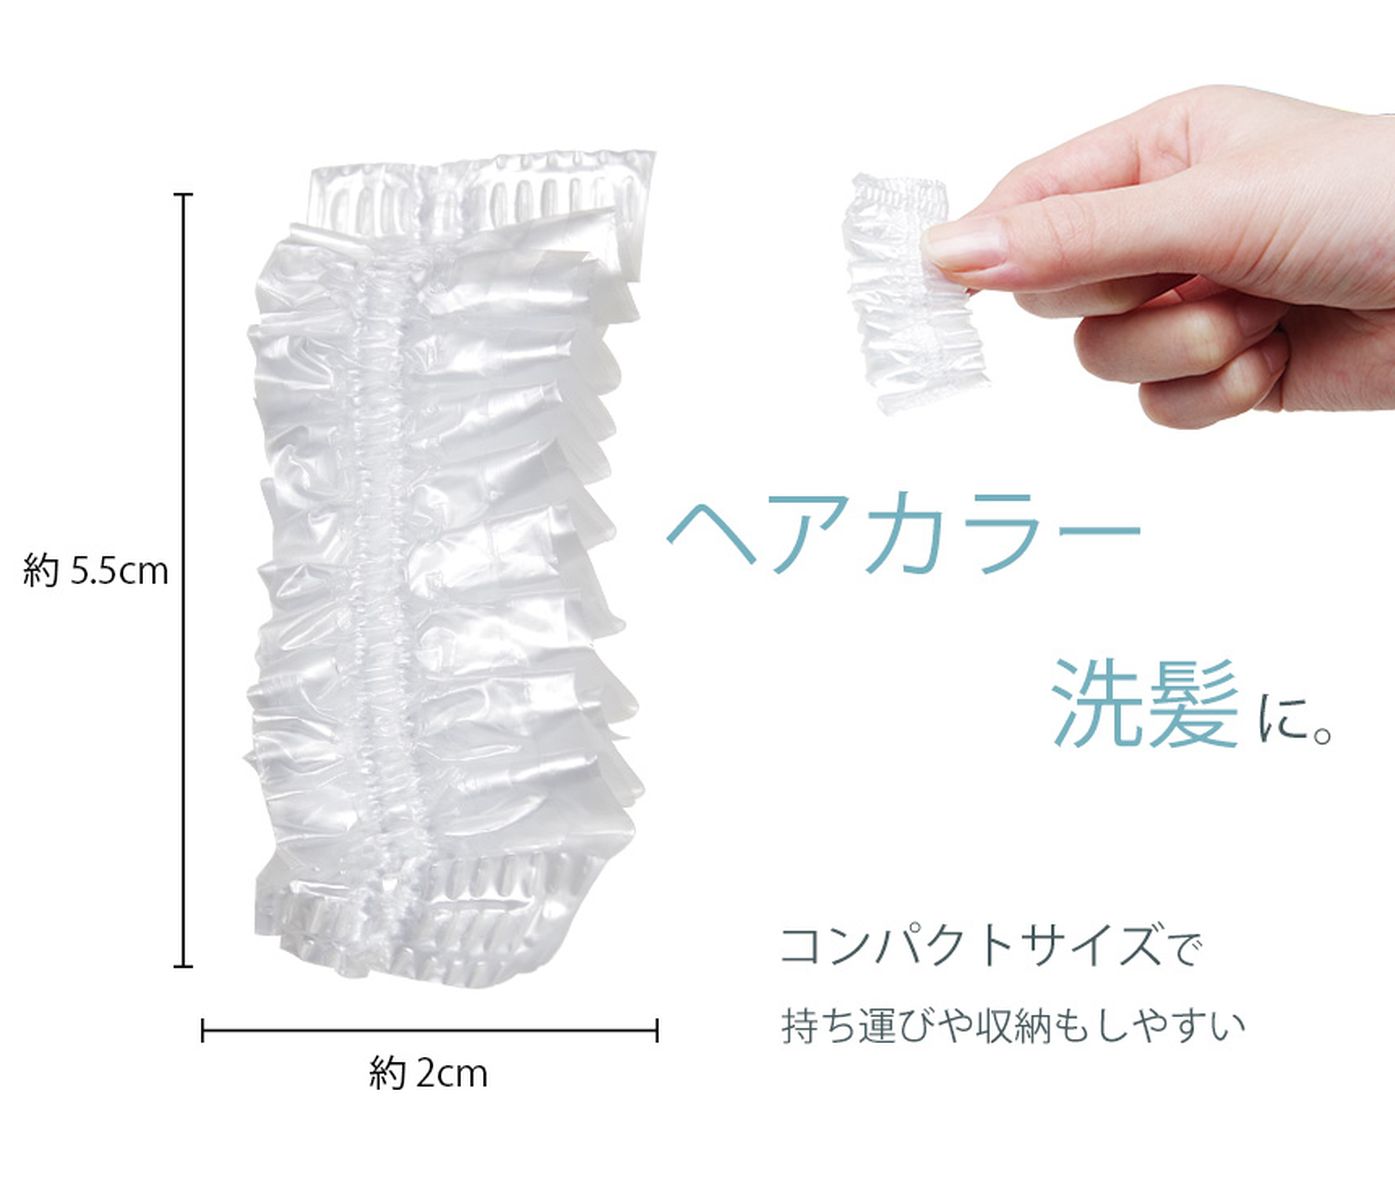 約 5.5cm
約 2cm
ヘアカラー
洗髪に。
コンパクトサイズで
持ち運びや収納もしやすい